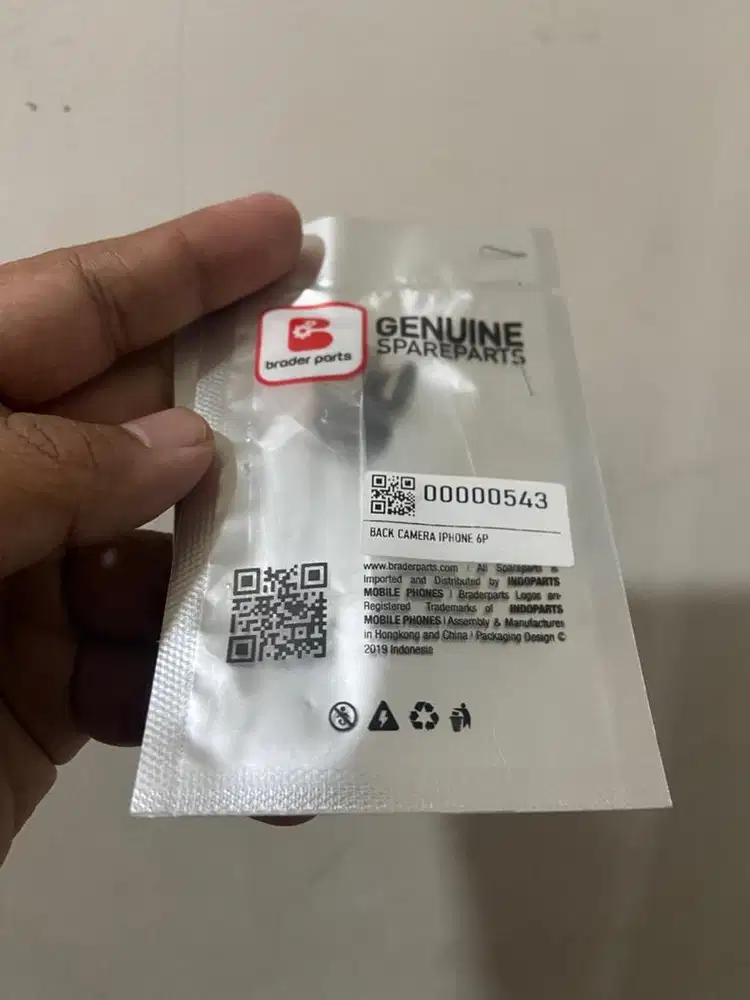 brader parts
GENUINE
SPAREPARTS
00000543
BACK CAMERA IPHONE 6P
www.braderparts.com | All Spareparts is
Imported and Distributed by INDOPARTS
MOBILE PHONES | Braderparts Logos are
Registered Trademarks of INDOPARTS
MOBILE PHONES | Assembly & Manufactures
in Hongkong and China | Packaging Design ©
2019 Indonesia